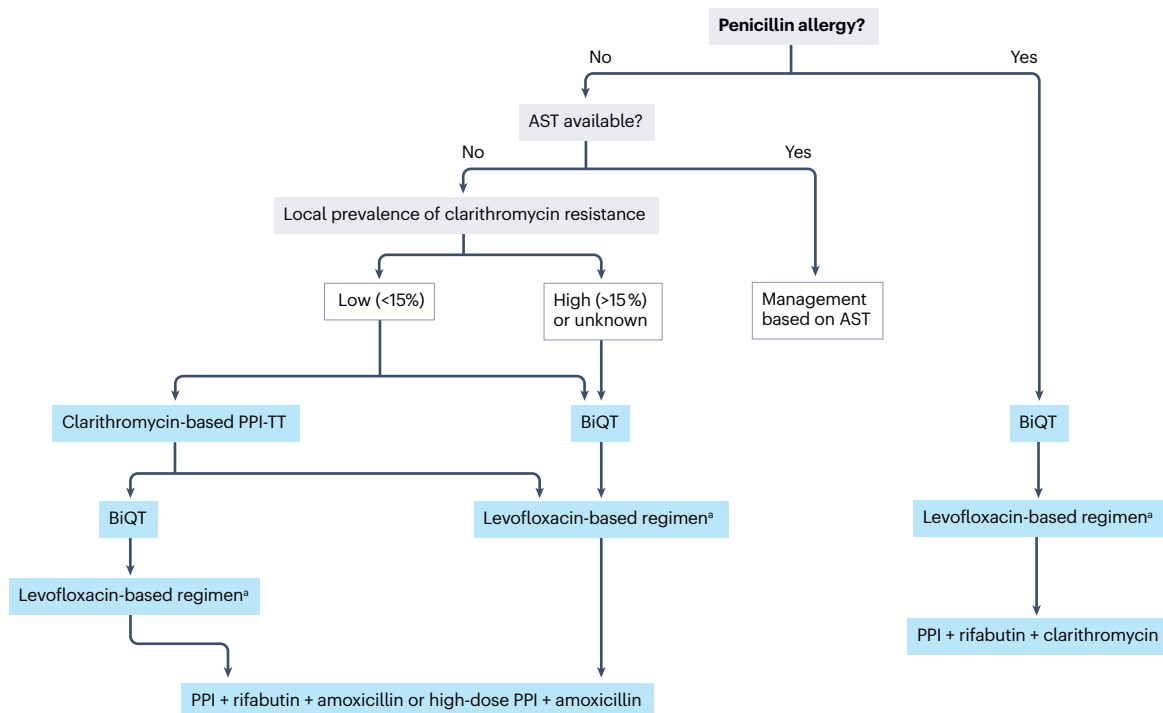 Penicillin allergy?
No
Yes
AST available?
No
Yes
Local prevalence of clarithromycin resistance
Low (<15%)
High (>15%)
or unknown
Management
based on AST
Clarithromycin-based PPI-TT
BiQT
BiQT
BiQT
Levofloxacin-based regimenᵃ
Levofloxacin-based regimenᵃ
Levofloxacin-based regimenᵃ
PPI + rifabutin + clarithromycin
PPI + rifabutin + amoxicillin or high-dose PPI + amoxicillin